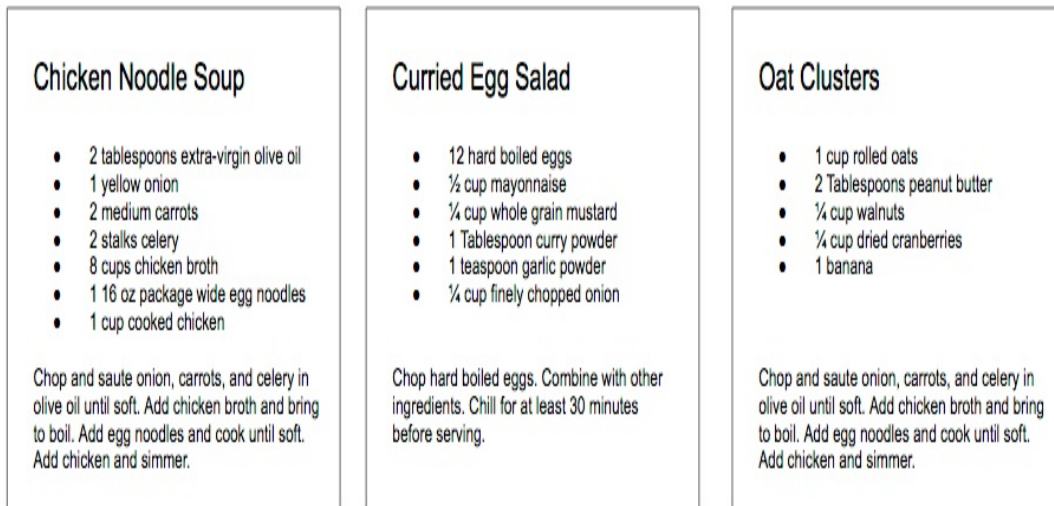 Chicken Noodle Soup
● 2 tablespoons extra-virgin olive oil
● 1 yellow onion
● 2 medium carrots
● 2 stalks celery
● 8 cups chicken broth
● 1 16 oz package wide egg noodles
● 1 cup cooked chicken
Chop and saute onion, carrots, and celery in
olive oil until soft. Add chicken broth and bring
to boil. Add egg noodles and cook until soft.
Add chicken and simmer.
Curried Egg Salad
● 12 hard boiled eggs
● ½ cup mayonnaise
● ¼ cup whole grain mustard
● 1 Tablespoon curry powder
● 1 teaspoon garlic powder
● ¼ cup finely chopped onion
Chop hard boiled eggs. Combine with other
ingredients. Chill for at least 30 minutes
before serving.
Oat Clusters
● 1 cup rolled oats
● 2 Tablespoons peanut butter
● ¼ cup walnuts
● ¼ cup dried cranberries
● 1 banana
Chop and saute onion, carrots, and celery in
olive oil until soft. Add chicken broth and bring
to boil. Add egg noodles and cook until soft.
Add chicken and simmer.